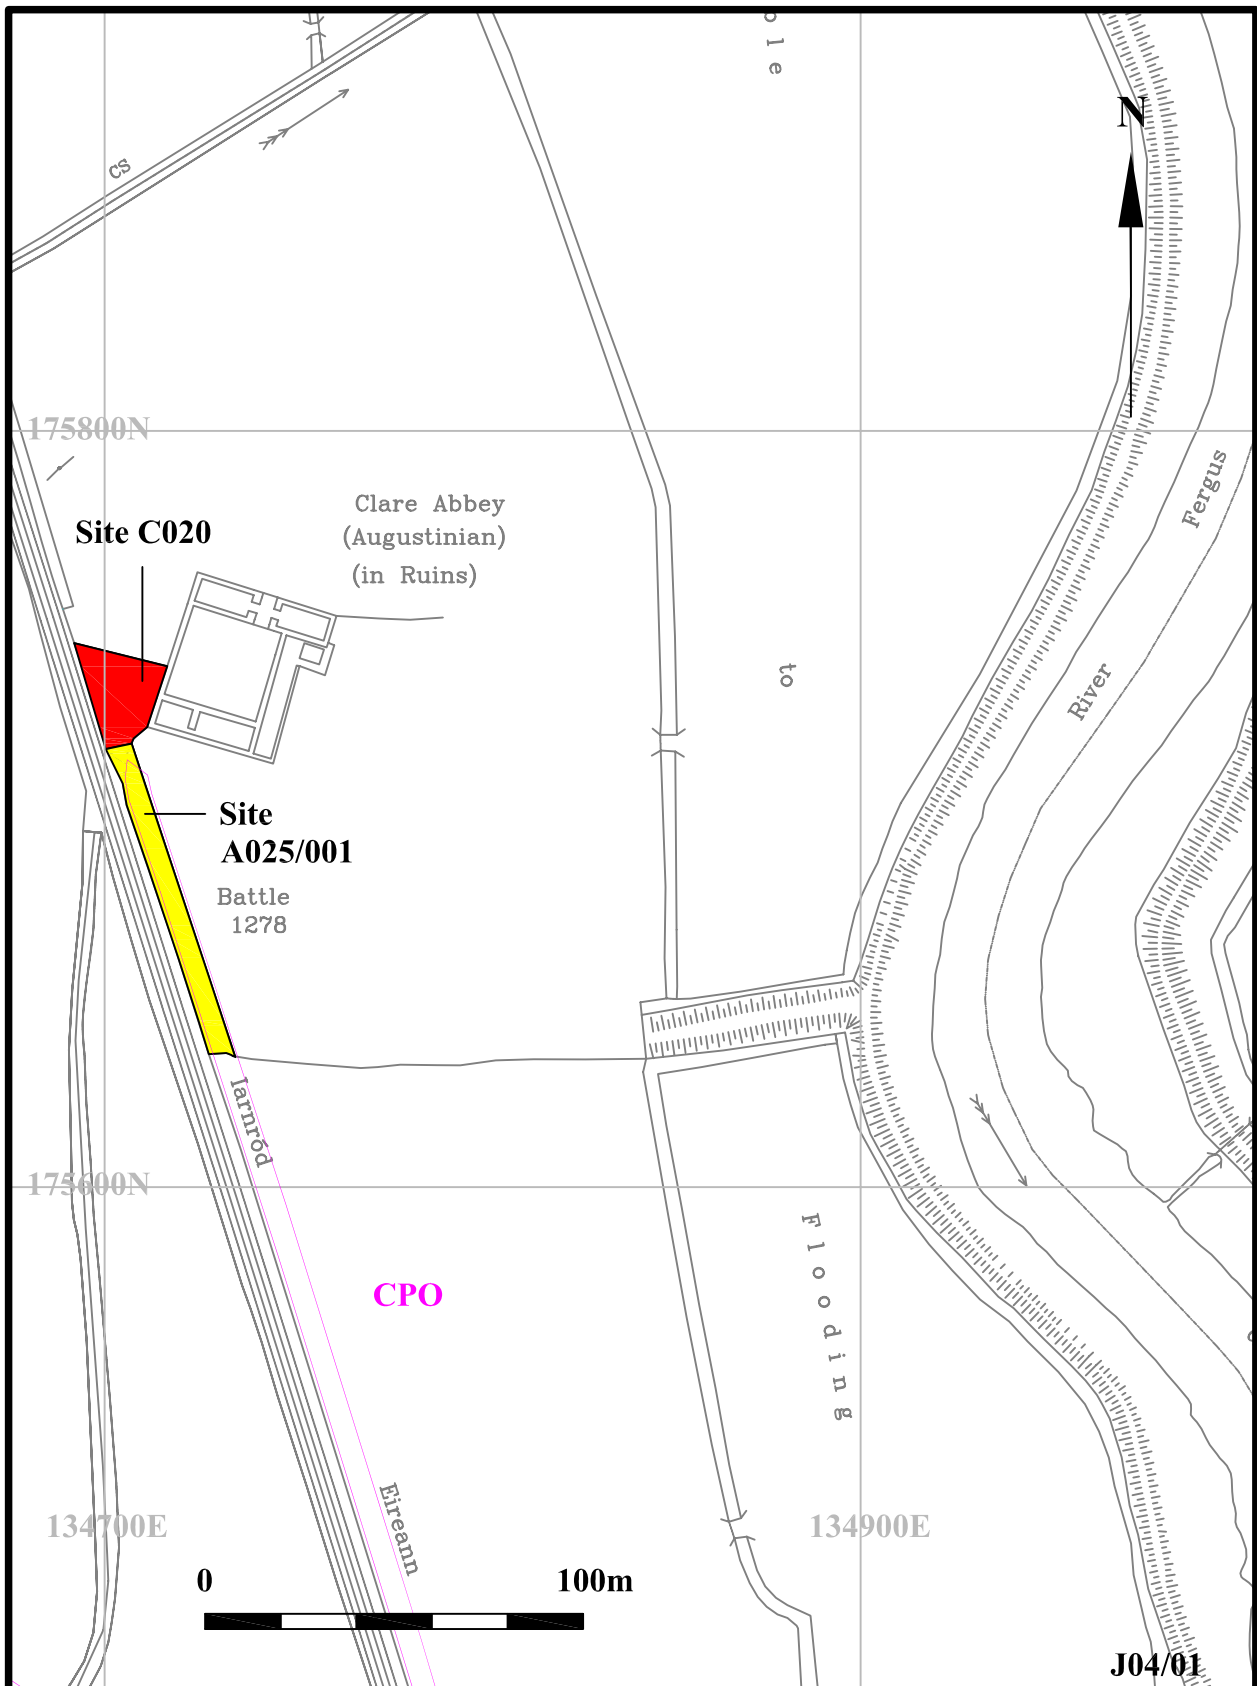 ole
N
cs
175800N
Fergus
Clare Abbey
(Augustinian)
(in Ruins)
Site C020
to
River
Site
A025/001
Battle
1278
Iarnród
175600N
Flooding
CPO
Eireann
134700E
134900E
0
100m
J04/01